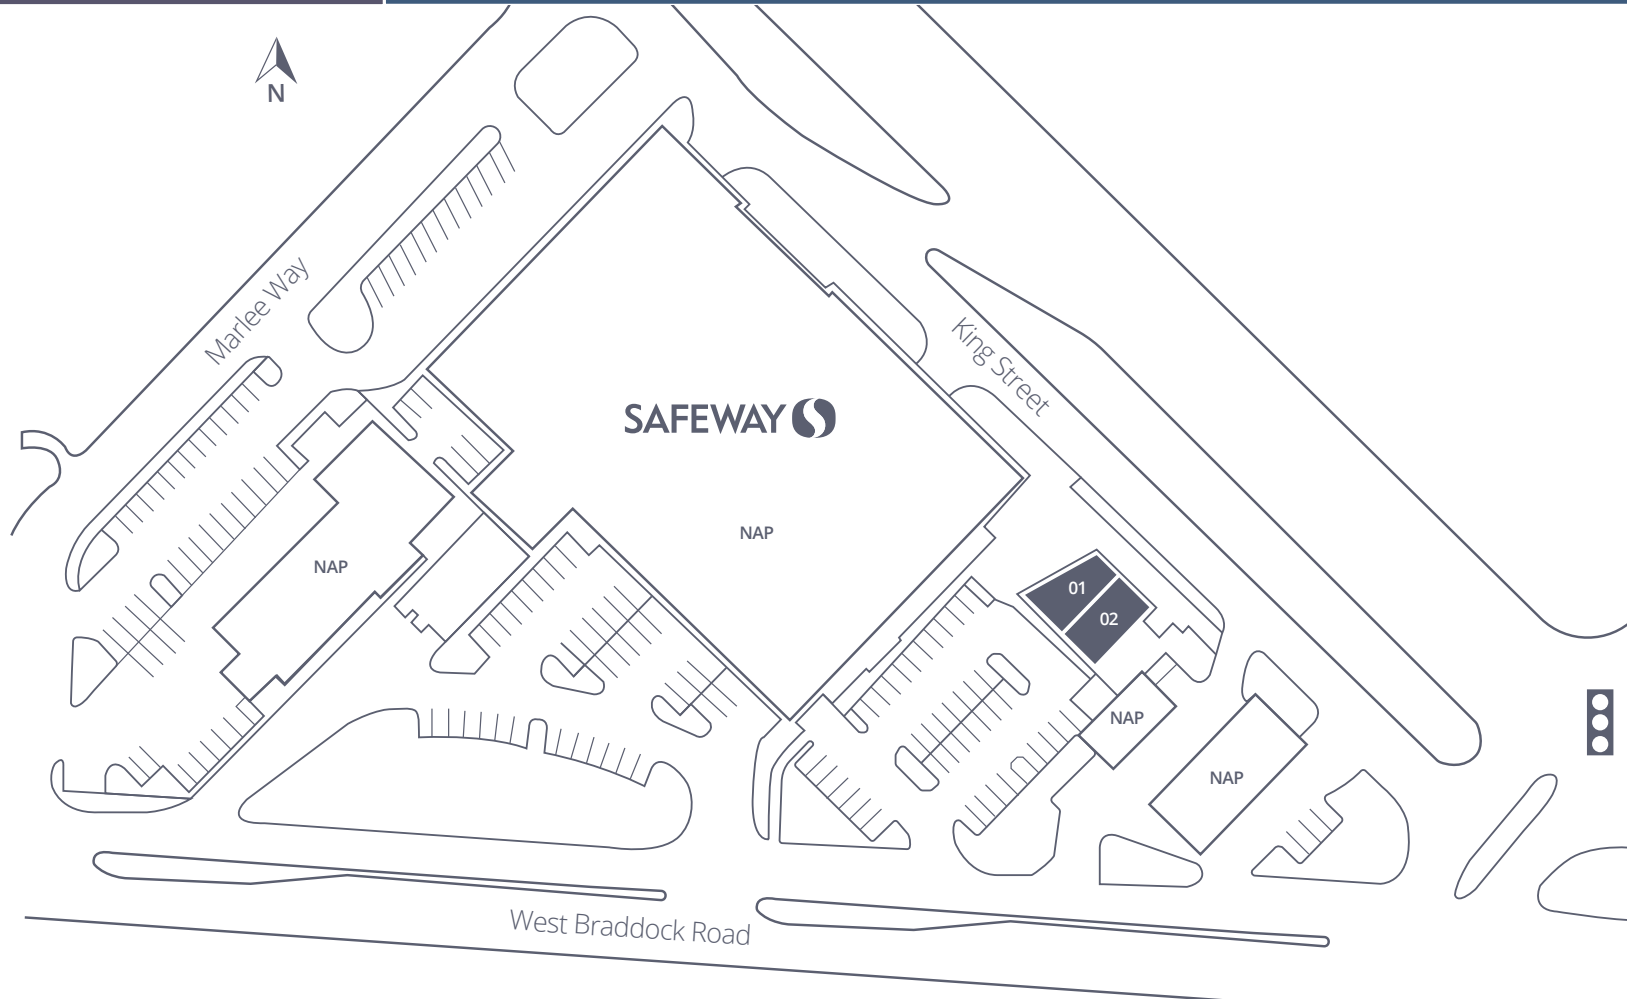 N
Marlee Way
King Street
SAFEWAY
NAP
NAP
01
02
NAP
NAP
West Braddock Road